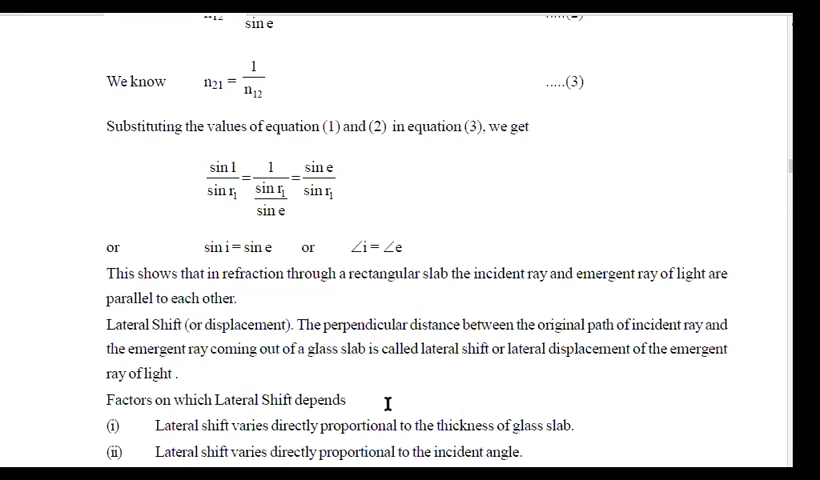 n12 sin e .....(2)
We know n21 = 1 / n12 .....(3)
Substituting the values of equation (1) and (2) in equation (3), we get
sin1 / sin r1 = 1 / (sin r1 / sin e) = sin e / sin r1
or sin i = sin e or ∠i = ∠e
This shows that in refraction through a rectangular slab the incident ray and emergent ray of light are
parallel to each other.
Lateral Shift (or displacement). The perpendicular distance between the original path of incident ray and
the emergent ray coming out of a glass slab is called lateral shift or lateral displacement of the emergent
ray of light .
Factors on which Lateral Shift depends
(i) Lateral shift varies directly proportional to the thickness of glass slab.
(ii) Lateral shift varies directly proportional to the incident angle.